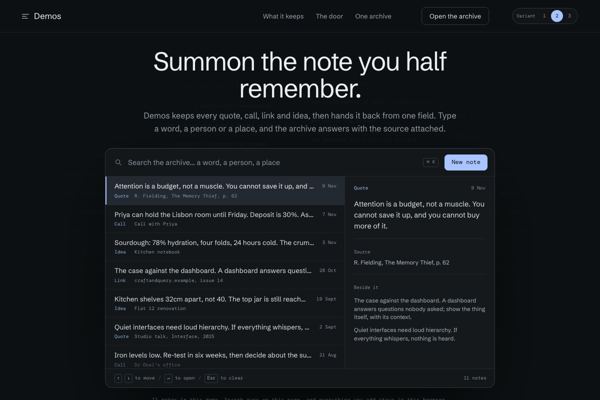 Demos
What it keeps
The door
One archive
Open the archive
Variant 1 2 3
Summon the note you half
remember.
Demos keeps every quote, call, link and idea, then hands it back from one field. Type
a word, a person or a place, and the archive answers with the source attached.
Search the archive... a word, a person, a place
⌘ K
New note
Attention is a budget, not a muscle. You cannot save it up, and ... 9 Nov
Quote R. Fielding, The Memory Thief, p. 62
Priya can hold the Lisbon room until Friday. Deposit is 30%. As... 7 Nov
Call Call with Priya
Sourdough: 78% hydration, four folds, 24 hours cold. The crum... 3 Nov
Idea Kitchen notebook
The case against the dashboard. A dashboard answers questi... 28 Oct
Link craftandquery.example, issue 14
Kitchen shelves 32cm apart, not 40. The top jar is still reach... 19 Sept
Idea Flat 12 renovation
Quiet interfaces need loud hierarchy. If everything whispers, ... 2 Sept
Quote Studio talk, Interface, 2025
Iron levels low. Re-test in six weeks, then decide about the su... 31 Aug
Call Dr Osel's office
↑ ↓ to move / ↵ to open / Esc to clear
11 notes
Quote 9 Nov
Attention is a budget, not a muscle. You
cannot save it up, and you cannot buy
more of it.
Source
R. Fielding, The Memory Thief, p. 62
Beside it
The case against the dashboard. A dashboard
answers questions nobody asked; show the thing
itself, with its context.
Quiet interfaces need loud hierarchy. If
everything whispers, nothing is heard.